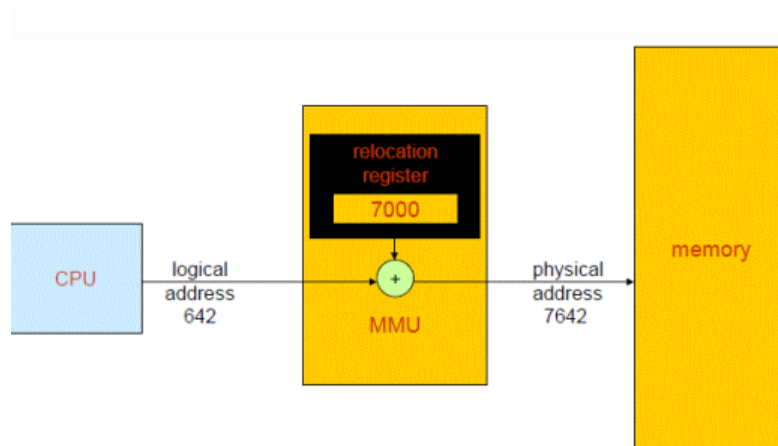 relocation
register
7000
CPU
logical
address
642
+
MMU
physical
address
7642
memory